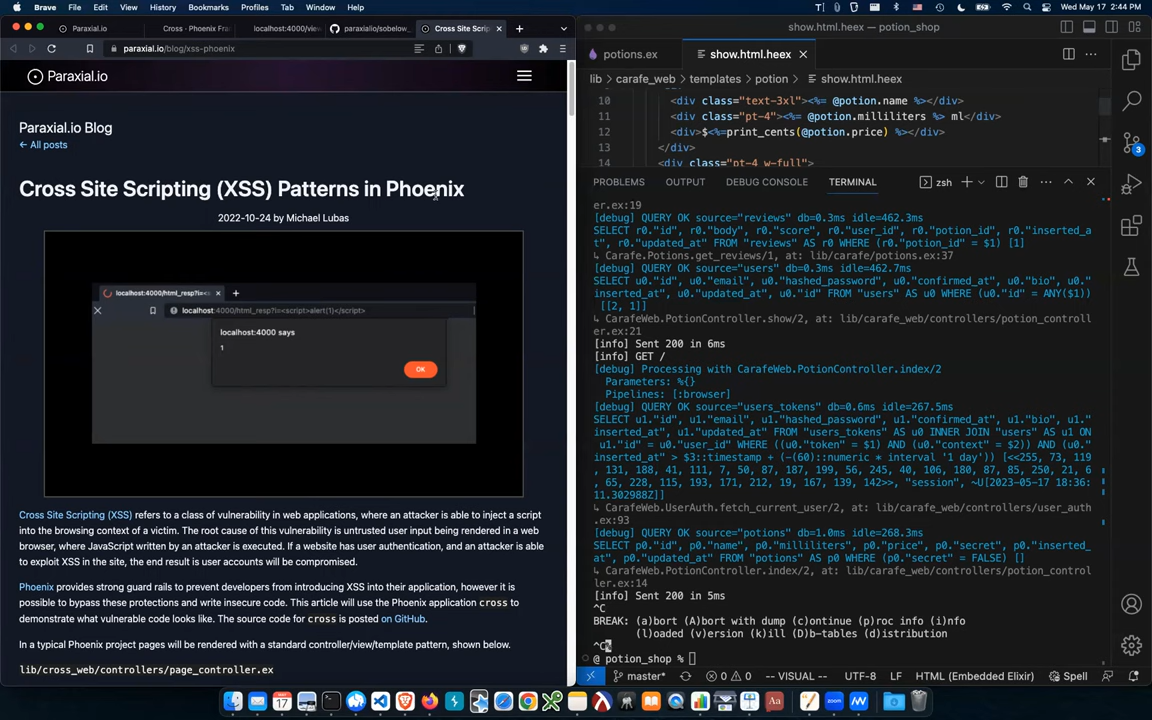 Brave File Edit View History Bookmarks Profiles Tab Window Help
Wed May 17 2:44 PM
Paraxial.io
Cross · Phoenix Fra
localhost:4000/view
paraxialio/sobelow
Cross Site Scripti
paraxial.io/blog/xss-phoenix
Paraxial.io
Paraxial.io Blog
← All posts
Cross Site Scripting (XSS) Patterns in Phoenix
2022-10-24 by Michael Lubas
localhost:4000/html_resp?i=<s
localhost:4000/html_resp?i=<script>alert(1)</script>
localhost:4000 says
1
OK
Cross Site Scripting (XSS) refers to a class of vulnerability in web applications, where an attacker is able to inject a script
into the browsing context of a victim. The root cause of this vulnerability is untrusted user input being rendered in a web
browser, where JavaScript written by an attacker is executed. If a website has user authentication, and an attacker is able
to exploit XSS in the site, the end result is user accounts will be compromised.
Phoenix provides strong guard rails to prevent developers from introducing XSS into their application, however it is
possible to bypass these protections and write insecure code. This article will use the Phoenix application cross to
demonstrate what vulnerable code looks like. The source code for cross is posted on GitHub.
In a typical Phoenix project pages will be rendered with a standard controller/view/template pattern, shown below.
lib/cross_web/controllers/page_controller.ex
show.html.heex — potion_shop
potions.ex
show.html.heex
lib > carafe_web > templates > potion > show.html.heex
10 <div class="text-3xl"><%= @potion.name %></div>
11 <div class="pt-4"><%= @potion.milliliters %> ml</div>
12 <div>$<%=print_cents(@potion.price) %></div>
13 </div>
14 <div class="pt-4 w-full">
PROBLEMS OUTPUT DEBUG CONSOLE TERMINAL
zsh
3
er.ex:19
[debug] QUERY OK source="reviews" db=0.3ms idle=462.3ms
SELECT r0."id", r0."body", r0."score", r0."user_id", r0."potion_id", r0."inserted_a
t", r0."updated_at" FROM "reviews" AS r0 WHERE (r0."potion_id" = $1) [1]
↳ Carafe.Potions.get_reviews/1, at: lib/carafe/potions.ex:37
[debug] QUERY OK source="users" db=0.3ms idle=462.7ms
SELECT u0."id", u0."email", u0."hashed_password", u0."confirmed_at", u0."bio", u0."
inserted_at", u0."updated_at", u0."id" FROM "users" AS u0 WHERE (u0."id" = ANY($1))
[[2, 1]]
↳ CarafeWeb.PotionController.show/2, at: lib/carafe_web/controllers/potion_controll
er.ex:21
[info] Sent 200 in 6ms
[info] GET /
[debug] Processing with CarafeWeb.PotionController.index/2
Parameters: %{}
Pipelines: [:browser]
[debug] QUERY OK source="users_tokens" db=0.6ms idle=267.5ms
SELECT u1."id", u1."email", u1."hashed_password", u1."confirmed_at", u1."bio", u1."
inserted_at", u1."updated_at" FROM "users_tokens" AS u0 INNER JOIN "users" AS u1 ON
u1."id" = u0."user_id" WHERE ((u0."token" = $1) AND (u0."context" = $2)) AND (u0."
inserted_at" > $3::timestamp + (-(60)::numeric * interval '1 day')) [<<255, 73, 119
, 131, 188, 41, 111, 7, 50, 87, 187, 199, 56, 245, 40, 106, 180, 87, 85, 250, 21, 6
, 65, 228, 115, 193, 171, 212, 19, 167, 139, 142>>, "session", ~U[2023-05-17 18:36:
11.302988Z]]
↳ CarafeWeb.UserAuth.fetch_current_user/2, at: lib/carafe_web/controllers/user_auth
.ex:93
[debug] QUERY OK source="potions" db=1.0ms idle=268.3ms
SELECT p0."id", p0."name", p0."milliliters", p0."price", p0."secret", p0."inserted_
at", p0."updated_at" FROM "potions" AS p0 WHERE (p0."secret" = FALSE) []
↳ CarafeWeb.PotionController.index/2, at: lib/carafe_web/controllers/potion_control
ler.ex:14
[info] Sent 200 in 5ms
^C
BREAK: (a)bort (A)bort with dump (c)ontinue (p)roc info (i)nfo
(l)oaded (v)ersion (k)ill (D)b-tables (d)istribution
^C%
@ potion_shop %
master*
0 0 -- VISUAL -- UTF-8 LF HTML (Embedded Elixir) Spell